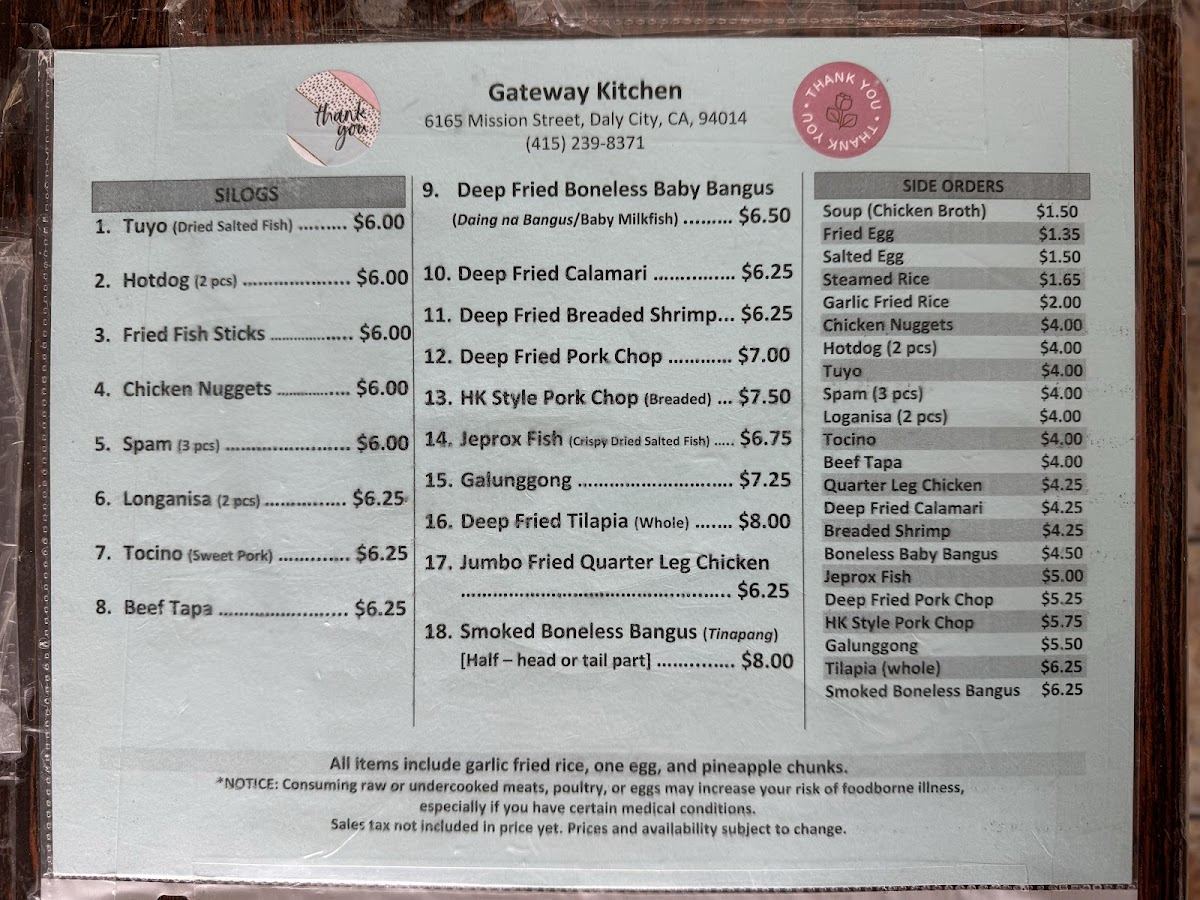 thank
you
Gateway Kitchen
6165 Mission Street, Daly City, CA, 94014
(415) 239-8371
THANK YOU • THANK YOU •
SILOGS
1. Tuyo (Dried Salted Fish) ......... $6.00
2. Hotdog (2 pcs) ..................... $6.00
3. Fried Fish Sticks .................. $6.00
4. Chicken Nuggets ................ $6.00
5. Spam (3 pcs) ........................ $6.00
6. Longanisa (2 pcs) ................ $6.25
7. Tocino (Sweet Pork) ............. $6.25
8. Beef Tapa ......................... $6.25
9. Deep Fried Boneless Baby Bangus
(Daing na Bangus/Baby Milkfish) ......... $6.50
10. Deep Fried Calamari ............... $6.25
11. Deep Fried Breaded Shrimp... $6.25
12. Deep Fried Pork Chop ............ $7.00
13. HK Style Pork Chop (Breaded) ... $7.50
14. Jeprox Fish (Crispy Dried Salted Fish) ..... $6.75
15. Galunggong ............................. $7.25
16. Deep Fried Tilapia (Whole) ....... $8.00
17. Jumbo Fried Quarter Leg Chicken
................................................ $6.25
18. Smoked Boneless Bangus (Tinapang)
[Half – head or tail part] .............. $8.00
SIDE ORDERS
Soup (Chicken Broth) $1.50
Fried Egg $1.35
Salted Egg $1.50
Steamed Rice $1.65
Garlic Fried Rice $2.00
Chicken Nuggets $4.00
Hotdog (2 pcs) $4.00
Tuyo $4.00
Spam (3 pcs) $4.00
Loganisa (2 pcs) $4.00
Tocino $4.00
Beef Tapa $4.00
Quarter Leg Chicken $4.25
Deep Fried Calamari $4.25
Breaded Shrimp $4.25
Boneless Baby Bangus $4.50
Jeprox Fish $5.00
Deep Fried Pork Chop $5.25
HK Style Pork Chop $5.75
Galunggong $5.50
Tilapia (whole) $6.25
Smoked Boneless Bangus $6.25
All items include garlic fried rice, one egg, and pineapple chunks.
*NOTICE: Consuming raw or undercooked meats, poultry, or eggs may increase your risk of foodborne illness,
especially if you have certain medical conditions.
Sales tax not included in price yet. Prices and availability subject to change.